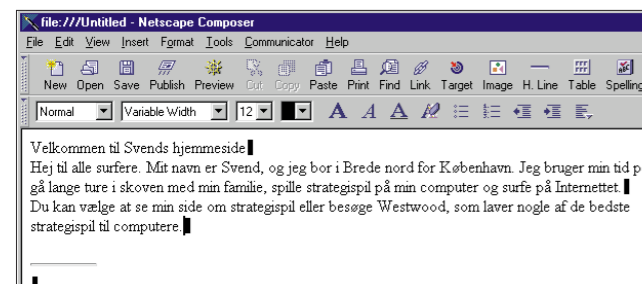 file:///Untitled - Netscape Composer
File Edit View Insert Format Tools Communicator Help
New Open Save Publish Preview Cut Copy Paste Print Find Link Target Image H. Line Table Spelling
Normal Variable Width 12 A A A
Velkommen til Svends hjemmeside
Hej til alle surfere. Mit navn er Svend, og jeg bor i Brede nord for København. Jeg bruger min tid p
gå lange ture i skoven med min familie, spille strategispil på min computer og surfe på Internettet.
Du kan vælge at se min side om strategispil eller besøge Westwood, som laver nogle af de bedste
strategispil til computere.